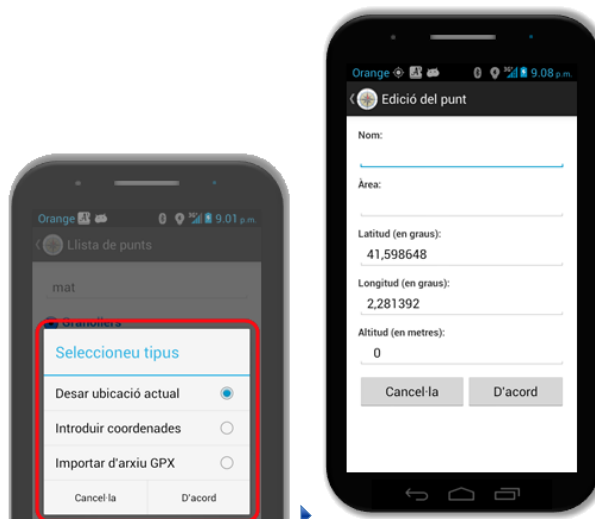 Orange 9.01 p.m.
Llista de punts
mat
Granollers
Seleccioneu tipus
Desar ubicació actual
Introduir coordenades
Importar d'arxiu GPX
Cancel·la D'acord
Orange 3G 9.08 p.m.
Edició del punt
Nom:
Àrea:
Latitud (en graus):
41,598648
Longitud (en graus):
2,281392
Altitud (en metres):
0
Cancel·la D'acord